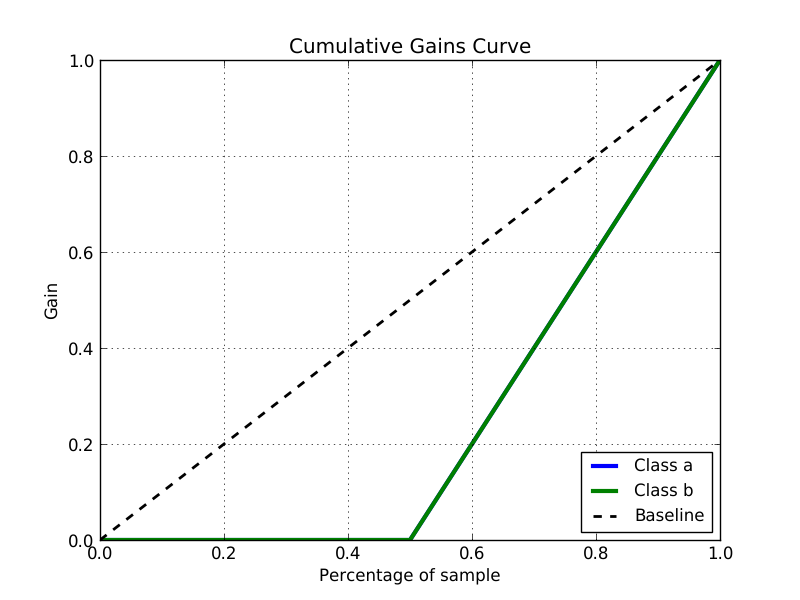 Cumulative Gains Curve
1.0
0.8
0.6
0.4
0.2
0.0
Gain
0.0 0.2 0.4 0.6 0.8 1.0
Percentage of sample
Class a
Class b
Baseline